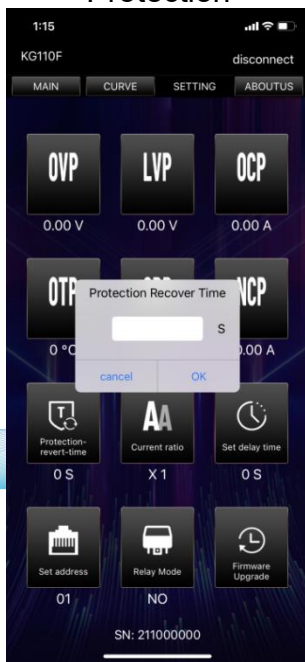 Protection
1:15
KG110F
disconnect
MAIN CURVE SETTING ABOUTUS
OVP LVP OCP
0.00 V 0.00 V 0.00 A
OTP NCP
Protection Recover Time
S
0 °C 0.00 A
cancel OK
T
AA
Protection-
revert-time
Current ratio
Set delay time
0 S X 1 0 S
Set address
Relay Mode
Firmware
Upgrade
01 NO
SN: 211000000